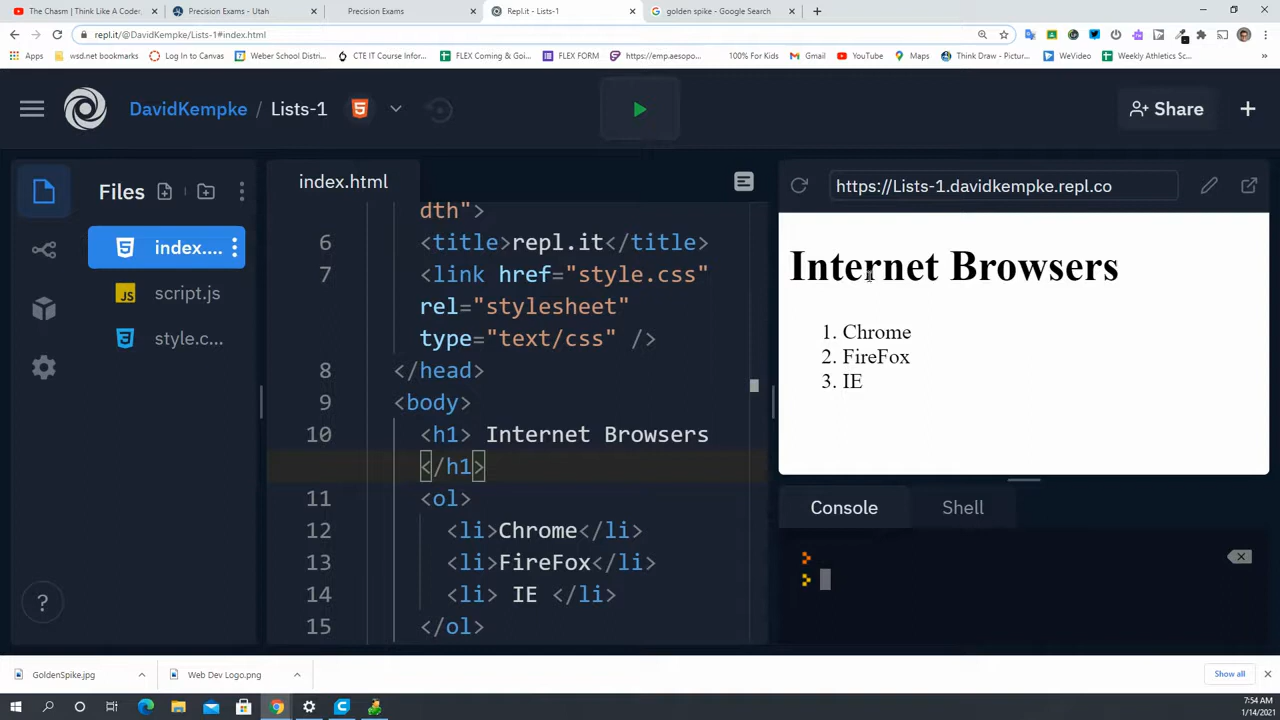 The Chasm | Think Like A Coder,
Precision Exams - Utah
Precision Exams
Repl.it - Lists-1
golden spike - Google Search
repl.it/@DavidKempke/Lists-1#index.html
Apps
wsd.net bookmarks
Log In to Canvas
Weber School Distri...
CTE IT Course Infor...
FLEX Coming & Goi...
FLEX FORM
https://emp.aesopo...
100% For Kids
Gmail
YouTube
Maps
Think Draw - Pictur...
WeVideo
Weekly Athletics Sc...
»
DavidKempke / Lists-1
Share
Files
index....
script.js
style.c...
index.html
dth">
6 <title>repl.it</title>
7 <link href="style.css"
rel="stylesheet"
type="text/css" />
8 </head>
9 <body>
10 <h1> Internet Browsers
</h1>
11 <ol>
12 <li>Chrome</li>
13 <li>FireFox</li>
14 <li> IE </li>
15 </ol>
https://Lists-1.davidkempke.repl.co
Internet Browsers
1. Chrome
2. FireFox
3. IE
Console
Shell
?
GoldenSpike.jpg
Web Dev Logo.png
Show all
7:54 AM
1/14/2021